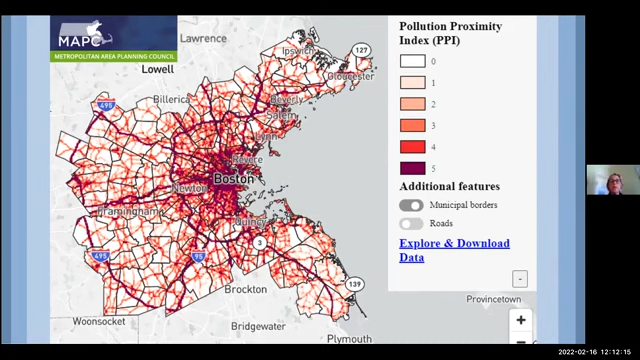 MAPC
METROPOLITAN AREA PLANNING COUNCIL
Lawrence
Lowell
Ipswich
127
Gloucester
495
Billerica
Beverly
Salem
Lynn
Revere
Boston
Newton
Framingham
Quincy
3
495
95
139
Brockton
Woonsocket
Bridgewater
Plymouth
Provincetown
Pollution Proximity
Index (PPI)
0
1
2
3
4
5
Additional features
Municipal borders
Roads
Explore & Download
Data
-
+
2022-02-16 12:12:15